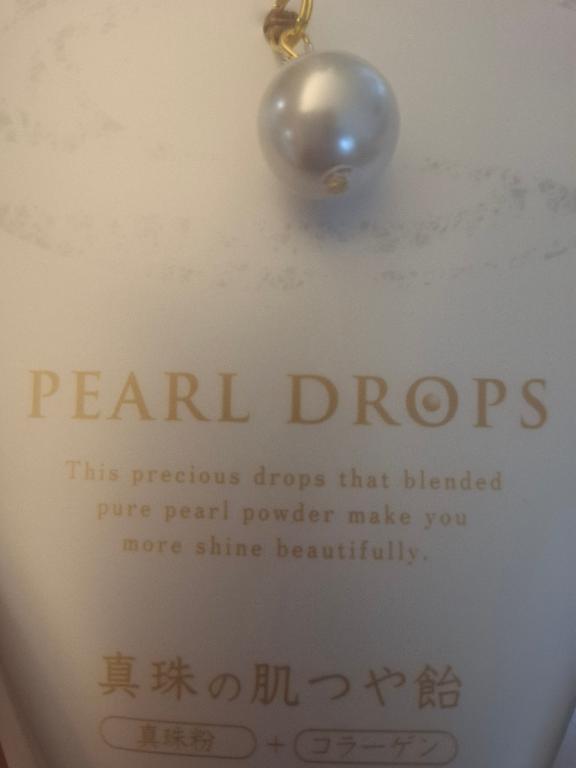 PEARL DROPS
This precious drops that blended
pure pearl powder make you
more shine beautifully.
真珠の肌つや飴
真珠粉 + コラーゲン